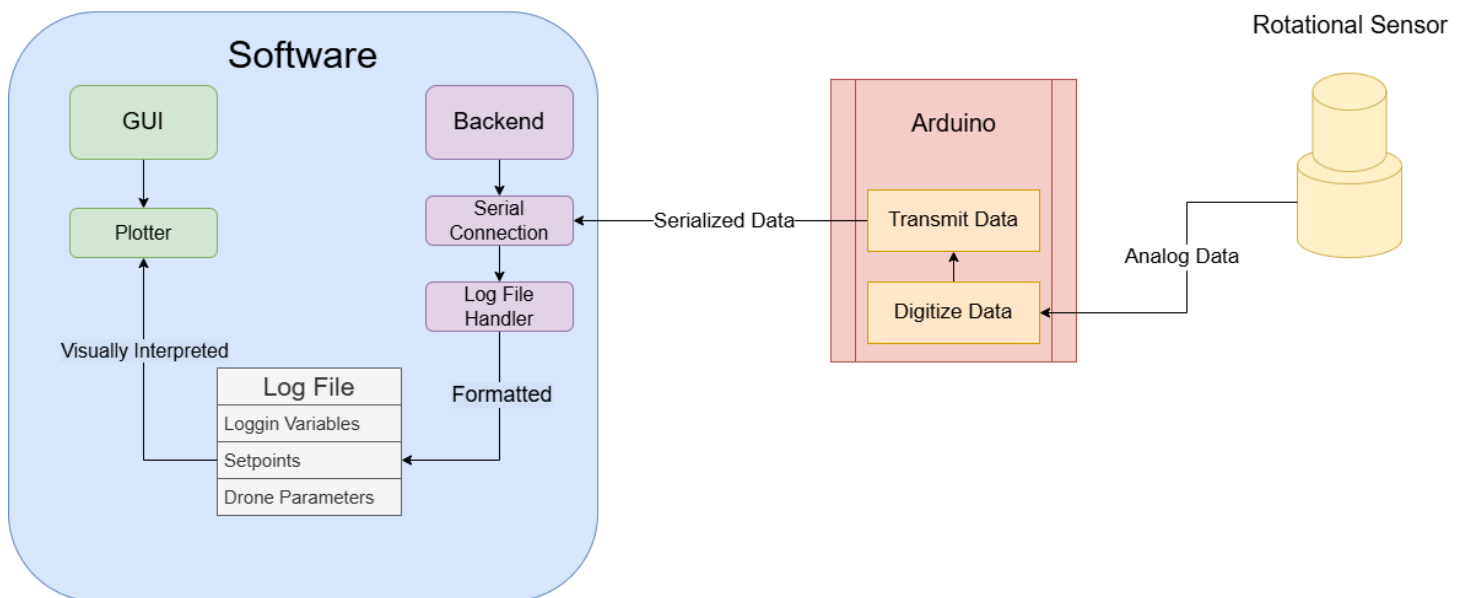 Software
GUI
Plotter
Visually Interpreted
Backend
Serial
Connection
Log File
Handler
Formatted
Log File
Loggin Variables
Setpoints
Drone Parameters
Serialized Data
Arduino
Transmit Data
Digitize Data
Analog Data
Rotational Sensor